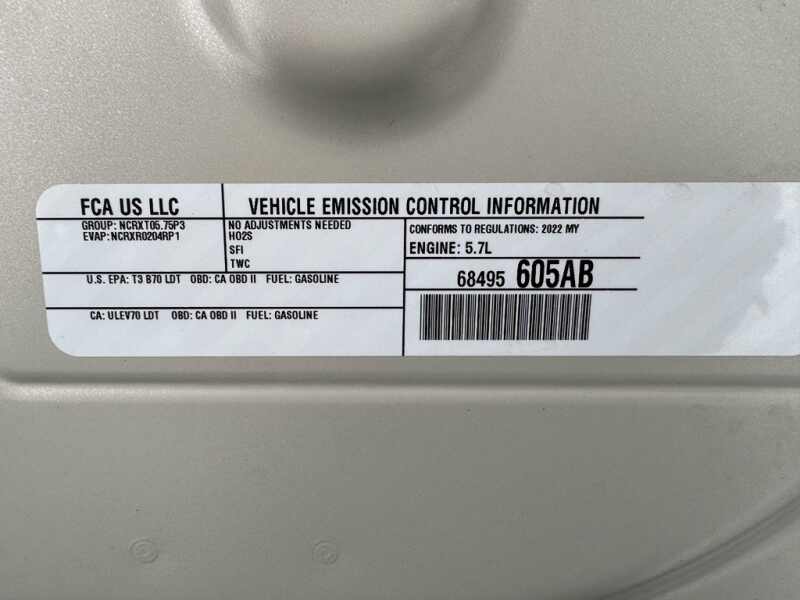 FCA US LLC
VEHICLE EMISSION CONTROL INFORMATION
GROUP: NCRXT05.75P3
EVAP:NCRXR0204RP1
NO ADJUSTMENTS NEEDED
HO2S
SFI
TWC
CONFORMS TO REGULATIONS: 2022 MY
ENGINE: 5.7L
U.S. EPA: T3 B70 LDT OBD: CA OBD II FUEL: GASOLINE
68495 605AB
CA: ULEV70 LDT OBD: CA OBD II FUEL: GASOLINE